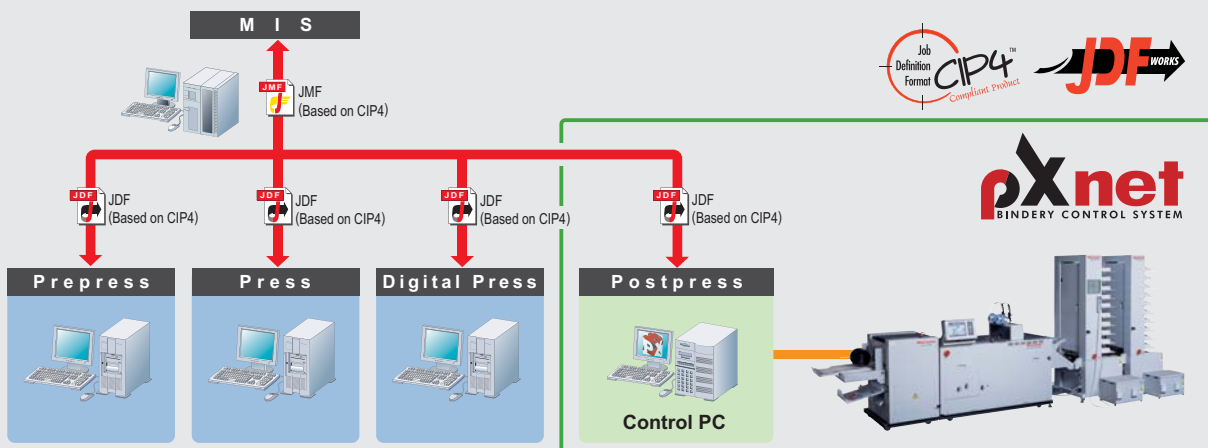 M I S
JMF
JMF
(Based on CIP4)
Job
Definition
Format
CIP4™
Compliant Product
JDF WORKS
JDF
JDF
(Based on CIP4)
JDF
JDF
(Based on CIP4)
JDF
JDF
(Based on CIP4)
JDF
JDF
(Based on CIP4)
pXnet
BINDERY CONTROL SYSTEM
Prepress
Press
Digital Press
Postpress
Control PC